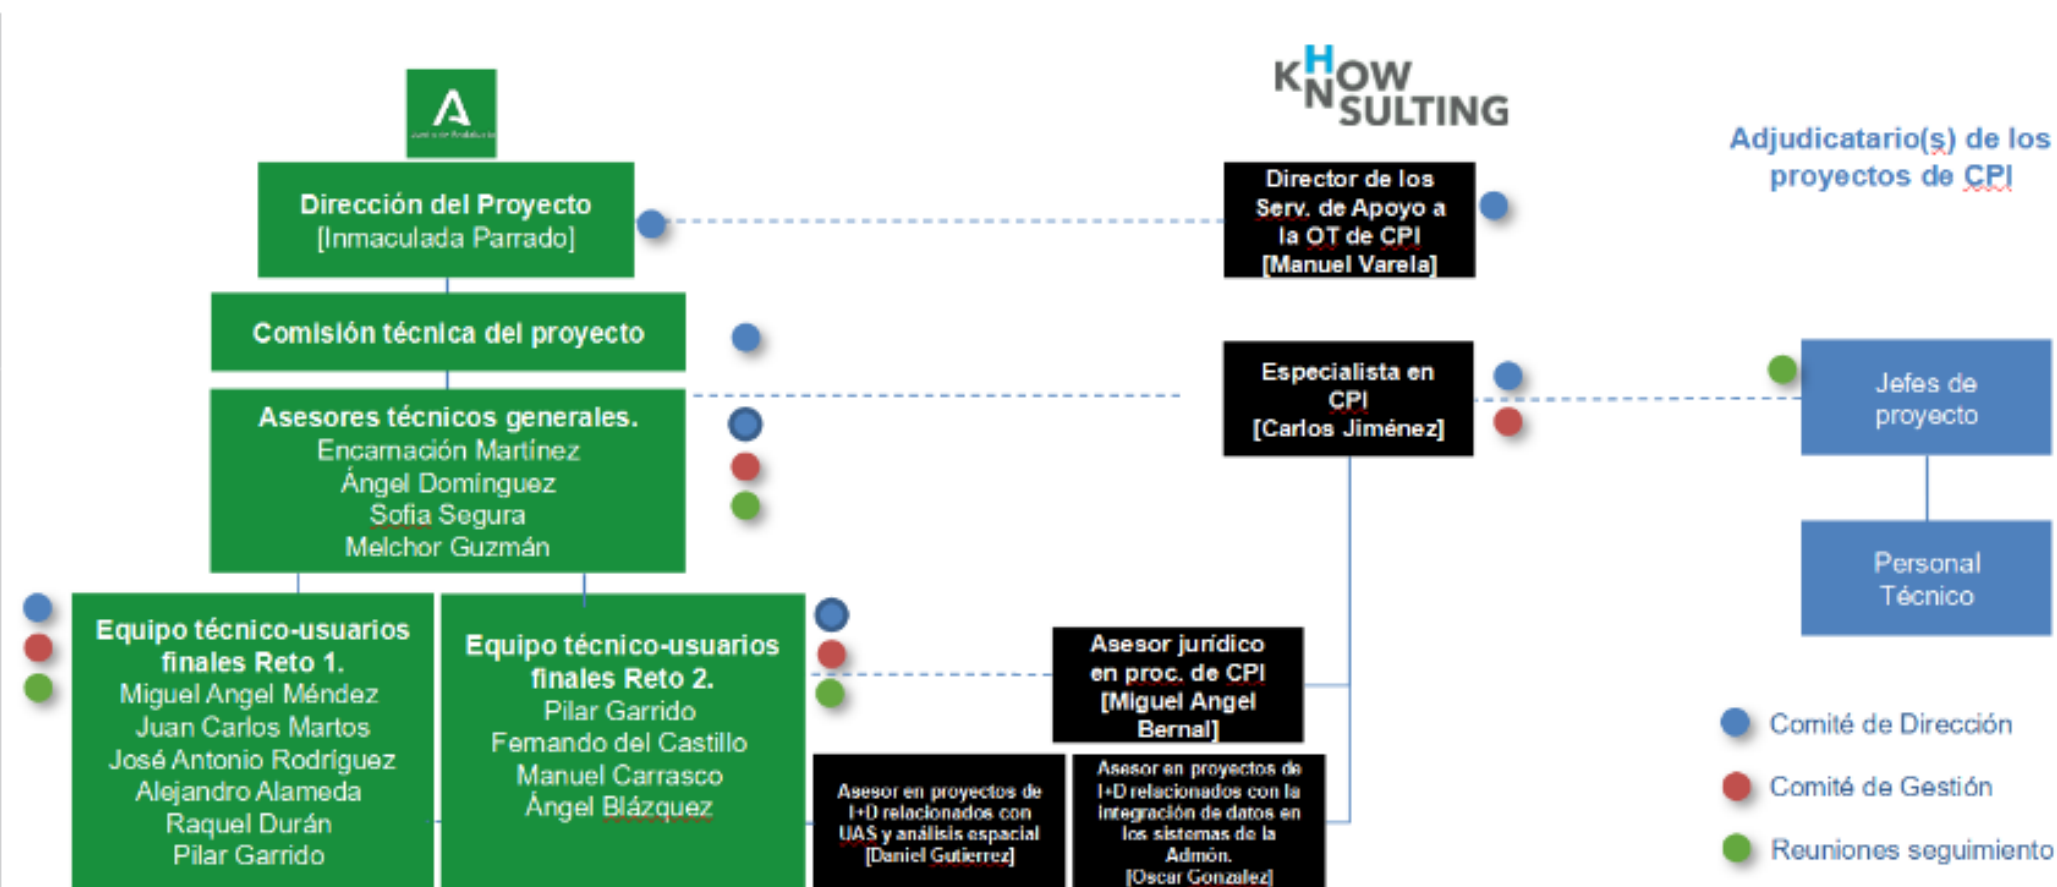 KHOW
NSULTING
Adjudicatario(s) de los
proyectos de CPI
Dirección del Proyecto
[Inmaculada Parrado]
Director de los
Serv. de Apoyo a
la OT de CPI
[Manuel Varela]
Comisión técnica del proyecto
Asesores técnicos generales.
Encarnación Martínez
Ángel Domínguez
Sofia Segura
Melchor Guzmán
Especialista en
CPI
[Carlos Jiménez]
Jefes de
proyecto
Personal
Técnico
Equipo técnico-usuarios
finales Reto 1.
Miguel Angel Méndez
Juan Carlos Martos
José Antonio Rodríguez
Alejandro Alameda
Raquel Durán
Pilar Garrido
Equipo técnico-usuarios
finales Reto 2.
Pilar Garrido
Fernando del Castillo
Manuel Carrasco
Ángel Blázquez
Asesor jurídico
en proc. de CPI
[Miguel Angel
Bernal]
Asesor en proyectos de
I+D relacionados con
UAS y análisis espacial
[Daniel Gutierrez]
Asesor en proyectos de
I+D relacionados con la
integración de datos en
los sistemas de la
Admón.
[Oscar Gonzalez]
Comité de Dirección
Comité de Gestión
Reuniones seguimiento